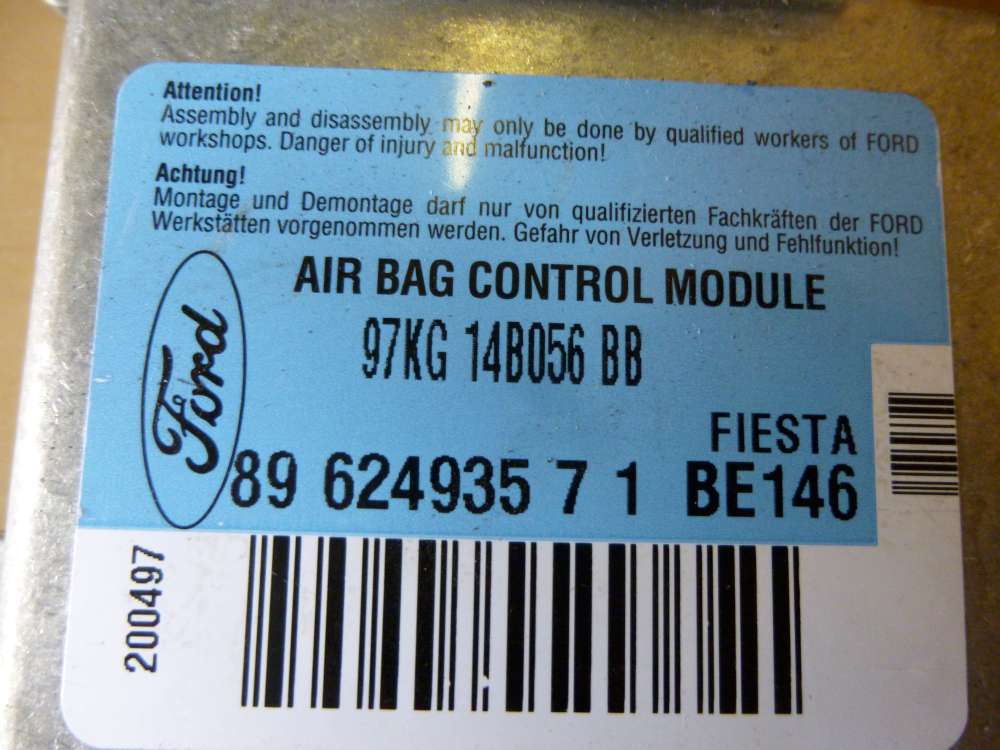 Attention!
Assembly and disassembly may only be done by qualified workers of FORD
workshops. Danger of injury and malfunction!
Achtung!
Montage und Demontage darf nur von qualifizierten Fachkräften der FORD
Werkstätten vorgenommen werden. Gefahr von Verletzung und Fehlfunktion!
AIR BAG CONTROL MODULE
97KG 14B056 BB
Ford
FIESTA
89 624935 7 1 BE146
200497